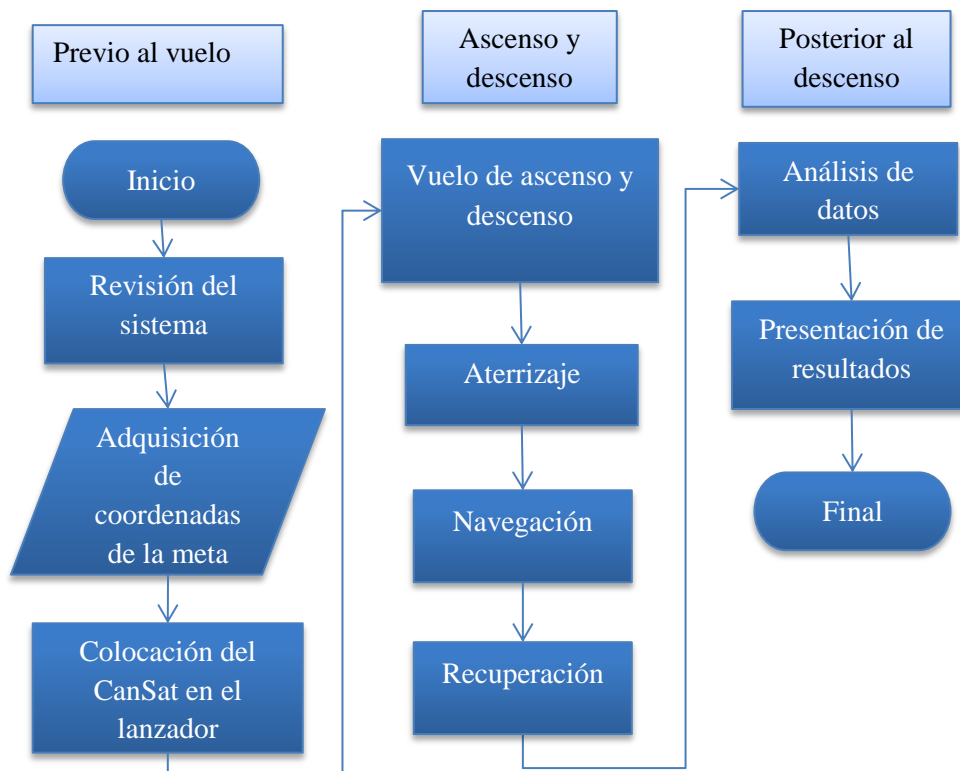 Previo al vuelo
Inicio
Revisión del
sistema
Adquisición
de
coordenadas
de la meta
Colocación del
CanSat en el
lanzador
Ascenso y
descenso
Vuelo de ascenso y
descenso
Aterrizaje
Navegación
Recuperación
Posterior al
descenso
Análisis de
datos
Presentación de
resultados
Final